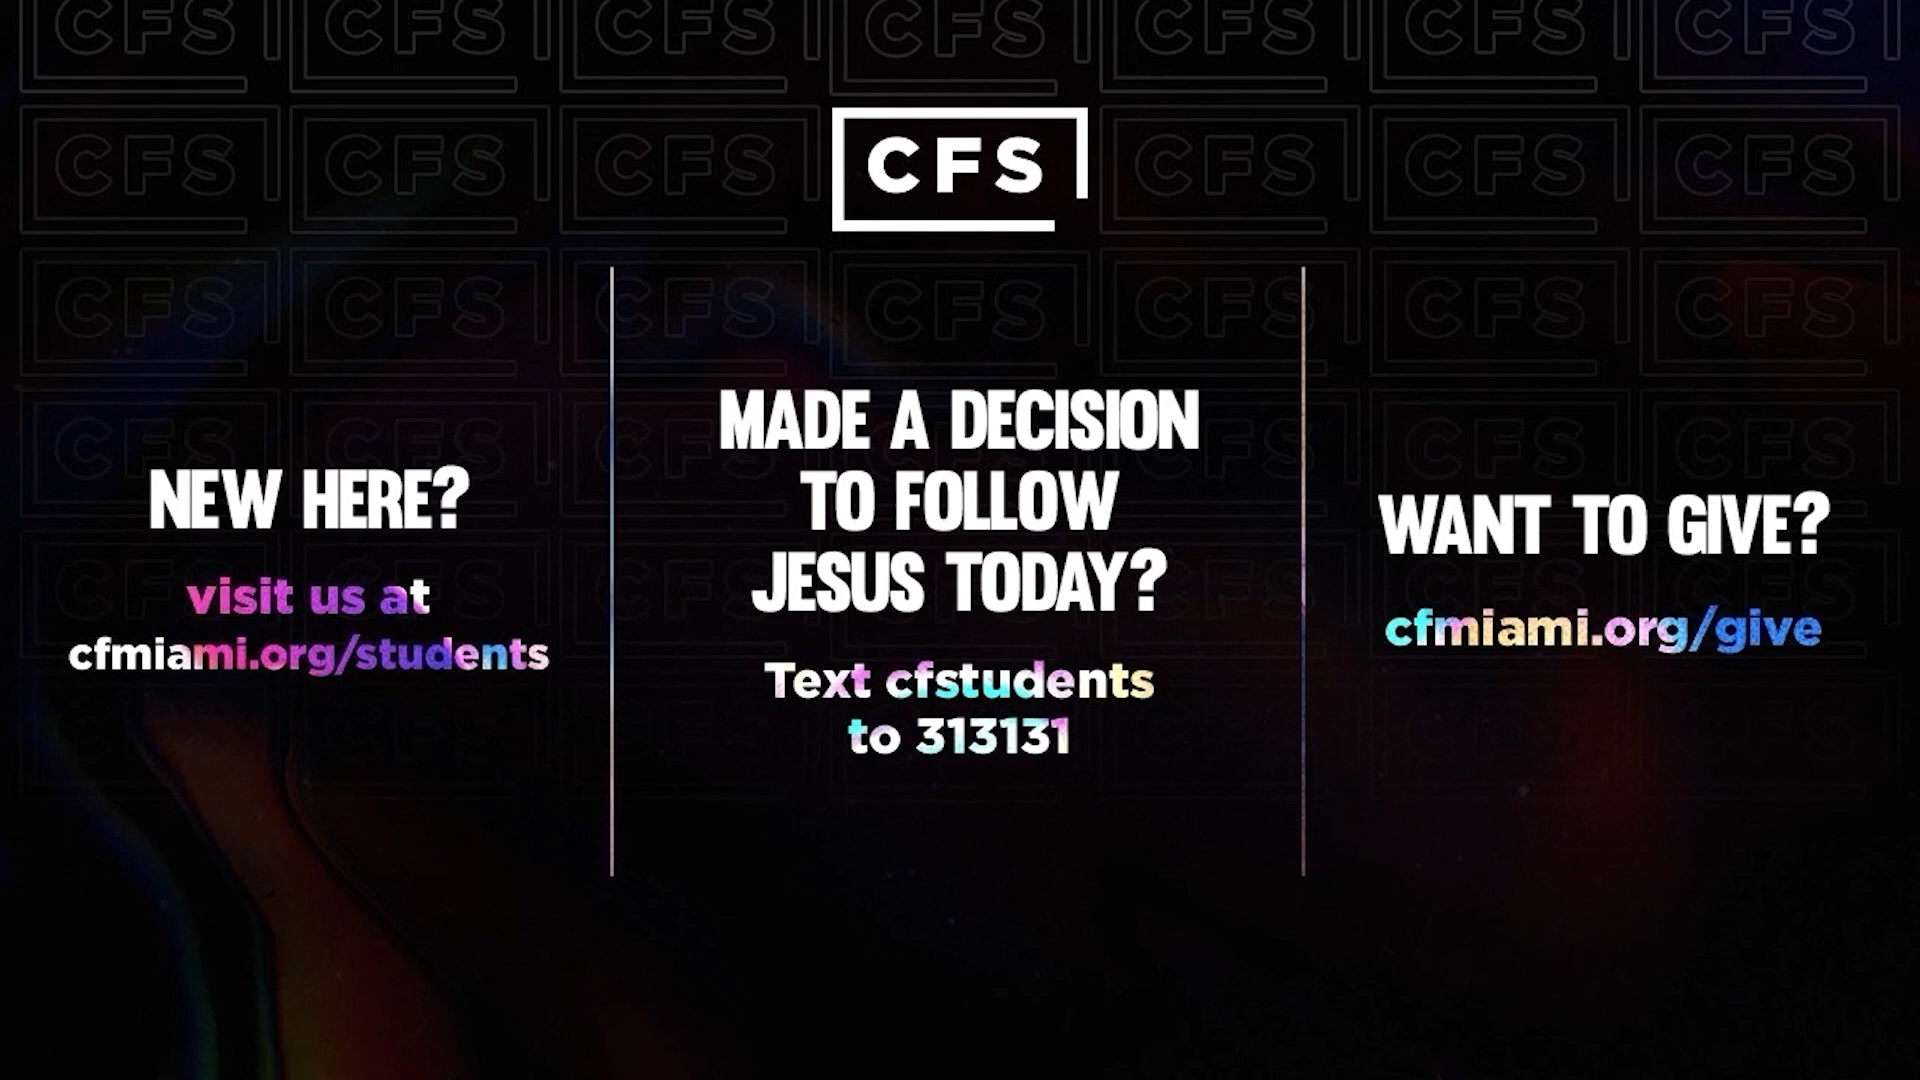 CFS
NEW HERE?
visit us at
cfmiami.org/students
MADE A DECISION
TO FOLLOW
JESUS TODAY?
Text cfstudents
to 313131
WANT TO GIVE?
cfmiami.org/give